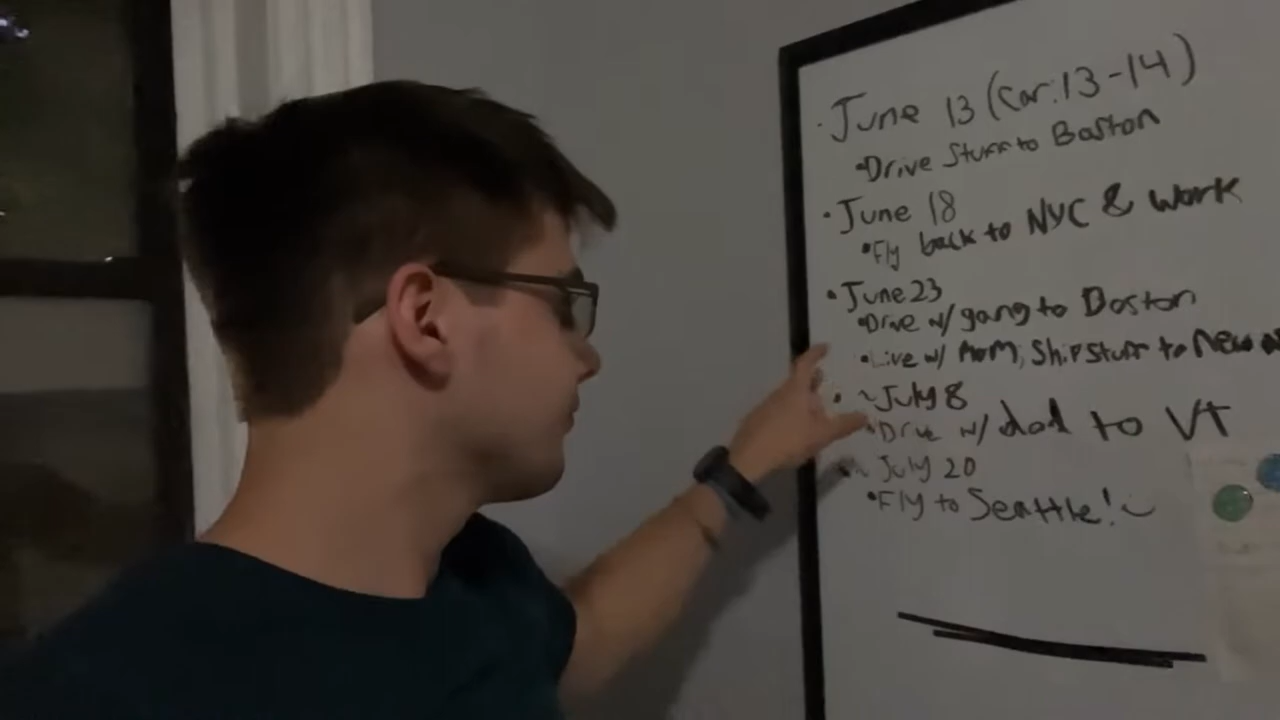 · June 13 (Car: 13-14)
• Drive Stuff to Boston
• June 18
• Fly back to NYC & work
• June 23
• Drive w/ gang to Boston
• Live w/ Mom, Ship Stuff to New
• ~July 8
• Drive w/ dad to VT
~ July 20
• Fly to Seattle! :)